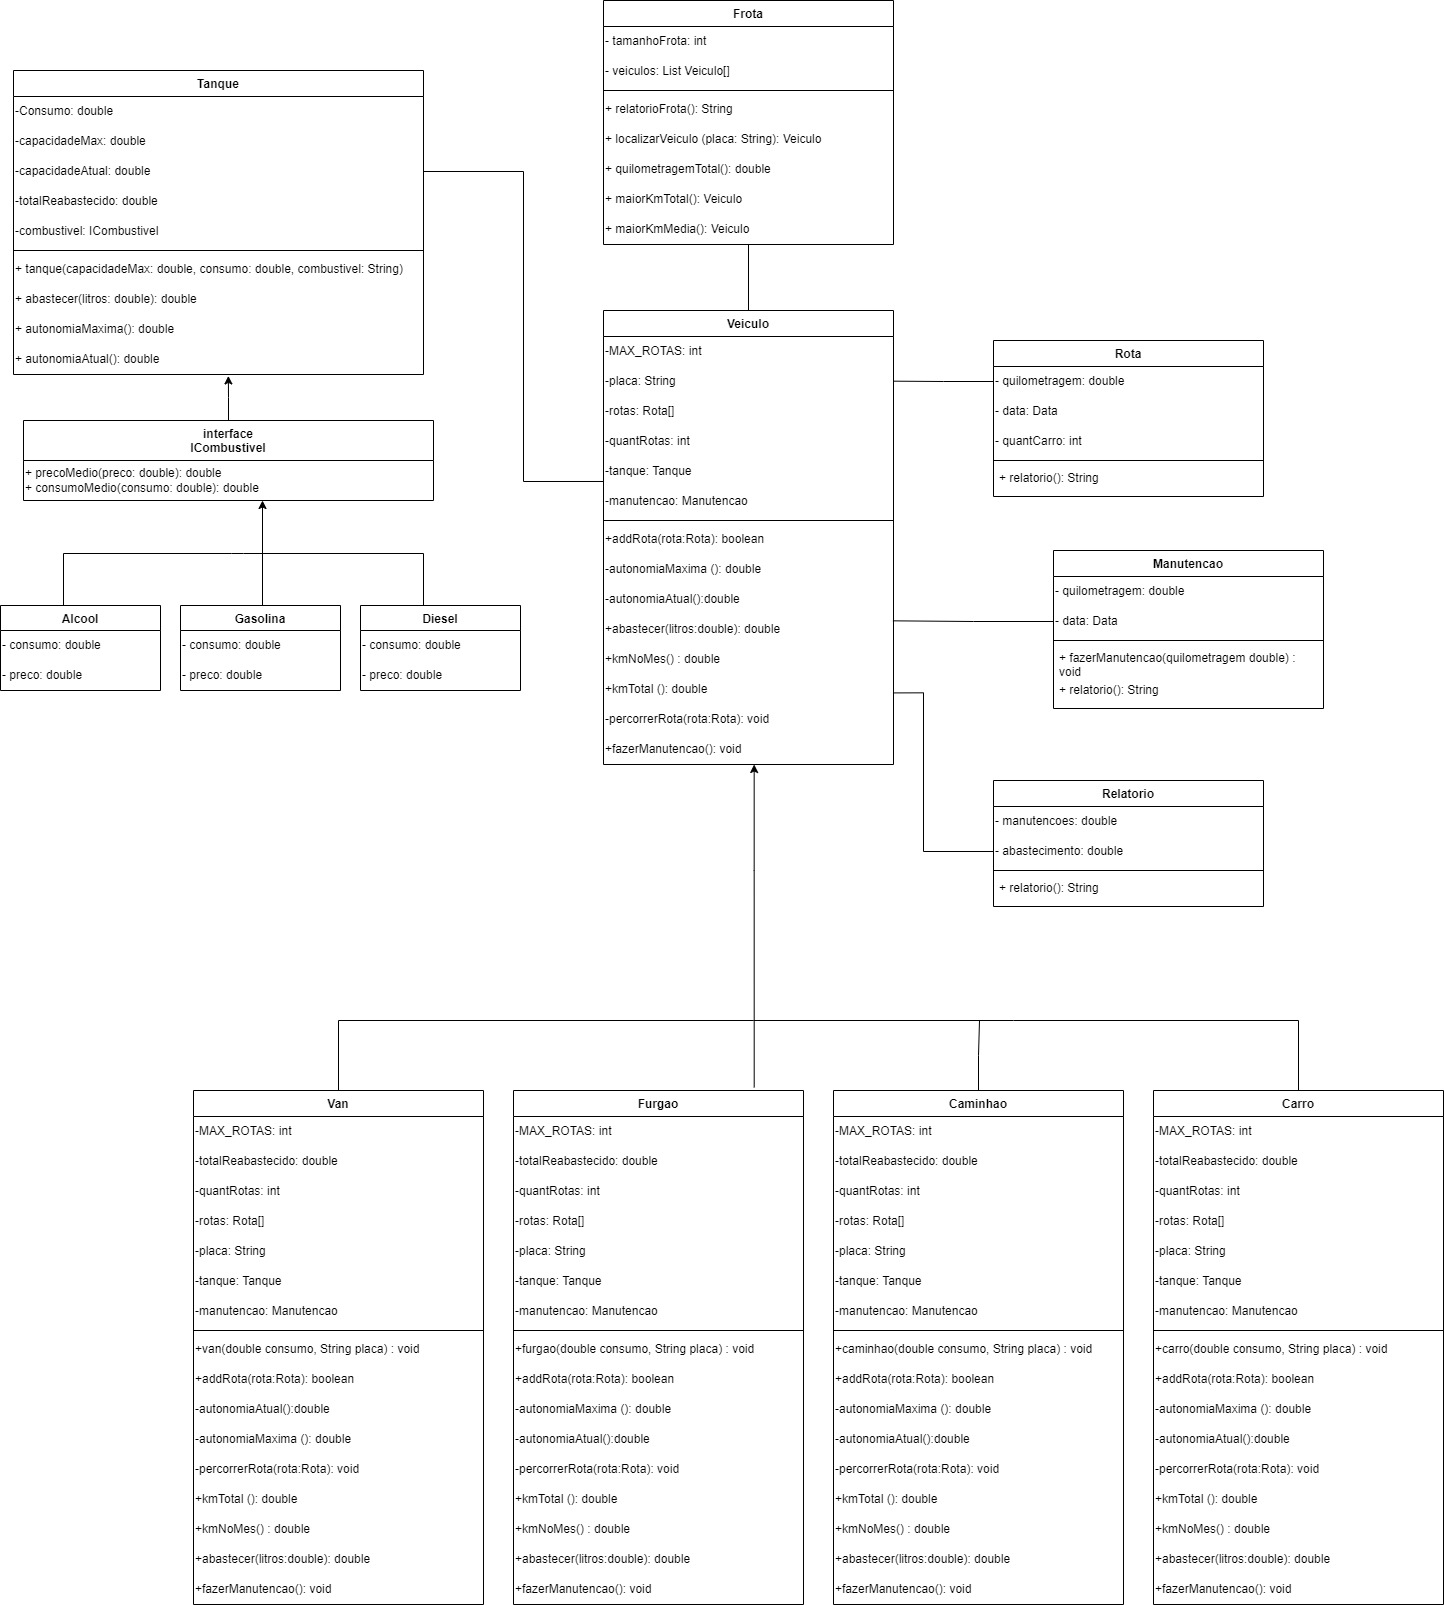 Frota
- tamanhoFrota: int
- veiculos: List Veiculo[]
+ relatorioFrota(): String
+ localizarVeiculo (placa: String): Veiculo
+ quilometragemTotal(): double
+ maiorKmTotal(): Veiculo
+ maiorKmMedia(): Veiculo
Tanque
-Consumo: double
-capacidadeMax: double
-capacidadeAtual: double
-totalReabastecido: double
-combustivel: ICombustivel
+ tanque(capacidadeMax: double, consumo: double, combustivel: String)
+ abastecer(litros: double): double
+ autonomiaMaxima(): double
+ autonomiaAtual(): double
interface
ICombustivel
+ precoMedio(preco: double): double
+ consumoMedio(consumo: double): double
Alcool
- consumo: double
- preco: double
Gasolina
- consumo: double
- preco: double
Diesel
- consumo: double
- preco: double
Veiculo
-MAX_ROTAS: int
-placa: String
-rotas: Rota[]
-quantRotas: int
-tanque: Tanque
-manutencao: Manutencao
+addRota(rota:Rota): boolean
-autonomiaMaxima (): double
-autonomiaAtual():double
+abastecer(litros:double): double
+kmNoMes() : double
+kmTotal (): double
-percorrerRota(rota:Rota): void
+fazerManutencao(): void
Rota
- quilometragem: double
- data: Data
- quantCarro: int
+ relatorio(): String
Manutencao
- quilometragem: double
- data: Data
+ fazerManutencao(quilometragem double) :
void
+ relatorio(): String
Relatorio
- manutencoes: double
- abastecimento: double
+ relatorio(): String
Van
-MAX_ROTAS: int
-totalReabastecido: double
-quantRotas: int
-rotas: Rota[]
-placa: String
-tanque: Tanque
-manutencao: Manutencao
+van(double consumo, String placa) : void
+addRota(rota:Rota): boolean
-autonomiaAtual():double
-autonomiaMaxima (): double
-percorrerRota(rota:Rota): void
+kmTotal (): double
+kmNoMes() : double
+abastecer(litros:double): double
+fazerManutencao(): void
Furgao
-MAX_ROTAS: int
-totalReabastecido: double
-quantRotas: int
-rotas: Rota[]
-placa: String
-tanque: Tanque
-manutencao: Manutencao
+furgao(double consumo, String placa) : void
+addRota(rota:Rota): boolean
-autonomiaMaxima (): double
-autonomiaAtual():double
-percorrerRota(rota:Rota): void
+kmTotal (): double
+kmNoMes() : double
+abastecer(litros:double): double
+fazerManutencao(): void
Caminhao
-MAX_ROTAS: int
-totalReabastecido: double
-quantRotas: int
-rotas: Rota[]
-placa: String
-tanque: Tanque
-manutencao: Manutencao
+caminhao(double consumo, String placa) : void
+addRota(rota:Rota): boolean
-autonomiaMaxima (): double
-autonomiaAtual():double
-percorrerRota(rota:Rota): void
+kmTotal (): double
+kmNoMes() : double
+abastecer(litros:double): double
+fazerManutencao(): void
Carro
-MAX_ROTAS: int
-totalReabastecido: double
-quantRotas: int
-rotas: Rota[]
-placa: String
-tanque: Tanque
-manutencao: Manutencao
+carro(double consumo, String placa) : void
+addRota(rota:Rota): boolean
-autonomiaMaxima (): double
-autonomiaAtual():double
-percorrerRota(rota:Rota): void
+kmTotal (): double
+kmNoMes() : double
+abastecer(litros:double): double
+fazerManutencao(): void